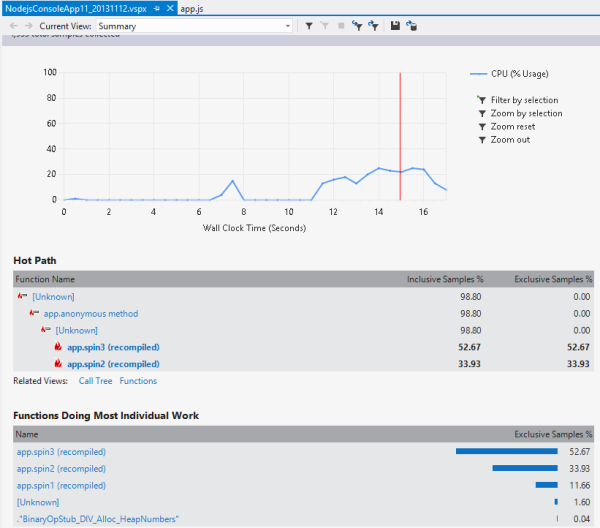 NodejsConsoleApp11_20131112.vspx app.js
Current View: Summary
total samples collected
100
80
60
40
20
0
0 2 4 6 8 10 12 14 16
Wall Clock Time (Seconds)
CPU (% Usage)
Filter by selection
Zoom by selection
Zoom reset
Zoom out
Hot Path
Function Name Inclusive Samples % Exclusive Samples %
[Unknown] 98.80 0.00
app.anonymous method 98.80 0.00
[Unknown] 98.80 0.00
app.spin3 (recompiled) 52.67 52.67
app.spin2 (recompiled) 33.93 33.93
Related Views: Call Tree Functions
Functions Doing Most Individual Work
Name Exclusive Samples %
app.spin3 (recompiled) 52.67
app.spin2 (recompiled) 33.93
app.spin1 (recompiled) 11.66
[Unknown] 1.60
."BinaryOpStub_DIV_Alloc_HeapNumbers" 0.04